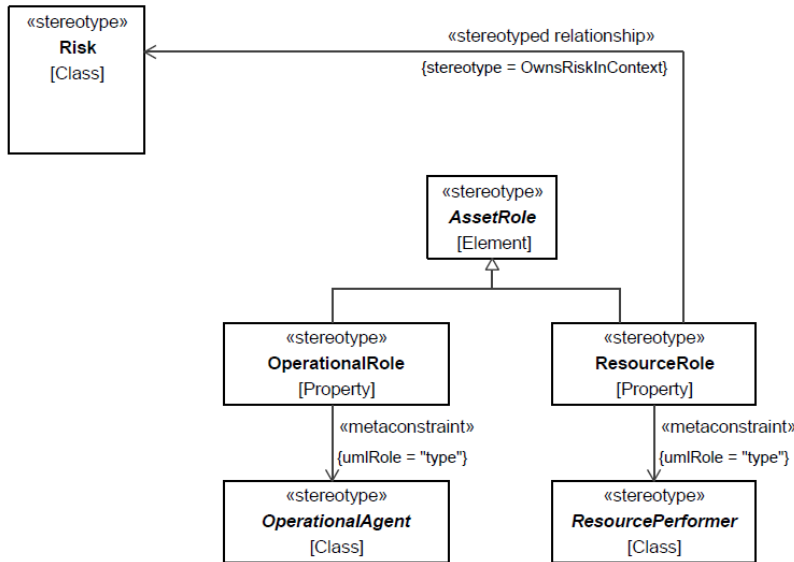 «stereotype»
Risk
[Class]
«stereotyped relationship»
{stereotype = OwnsRiskInContext}
«stereotype»
AssetRole
[Element]
«stereotype»
OperationalRole
[Property]
«stereotype»
ResourceRole
[Property]
«metaconstraint»
{umlRole = "type"}
«metaconstraint»
{umlRole = "type"}
«stereotype»
OperationalAgent
[Class]
«stereotype»
ResourcePerformer
[Class]